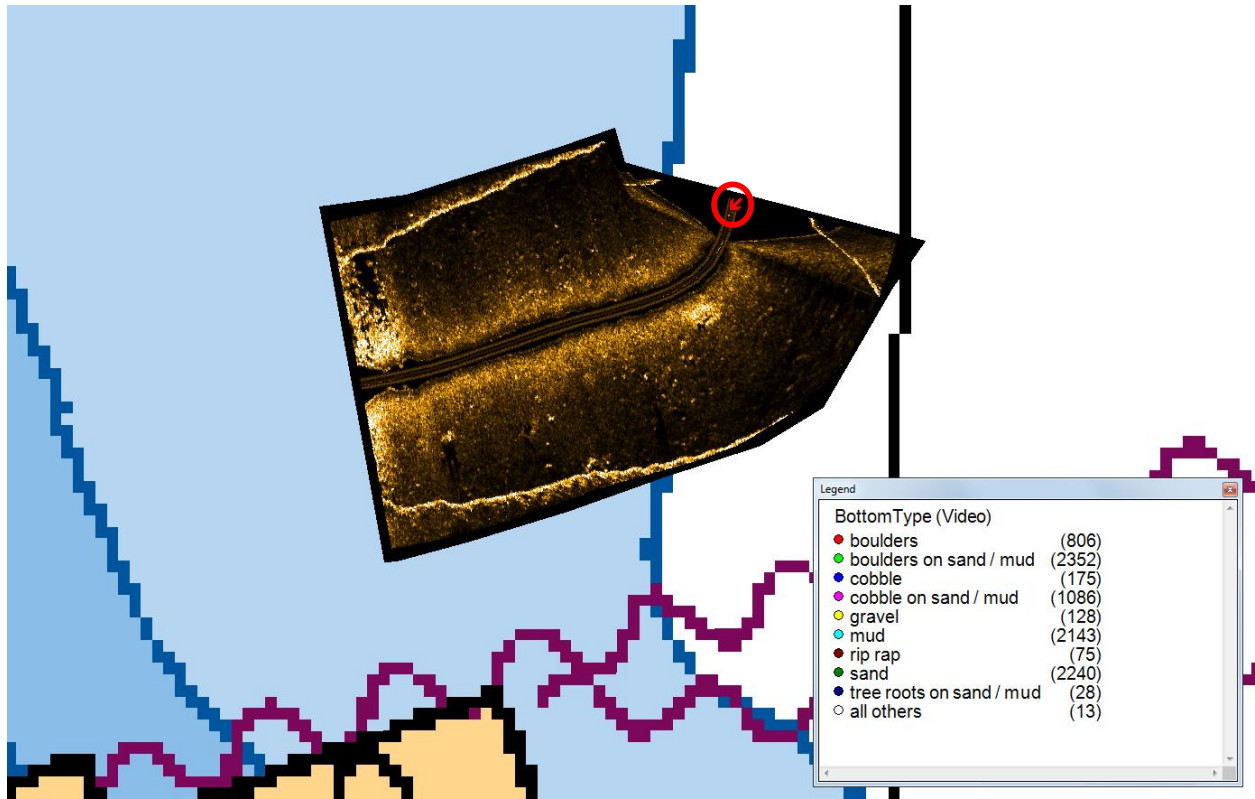 Legend
BottomType (Video)
boulders (806)
boulders on sand / mud (2352)
cobble (175)
cobble on sand / mud (1086)
gravel (128)
mud (2143)
rip rap (75)
sand (2240)
tree roots on sand / mud (28)
all others (13)